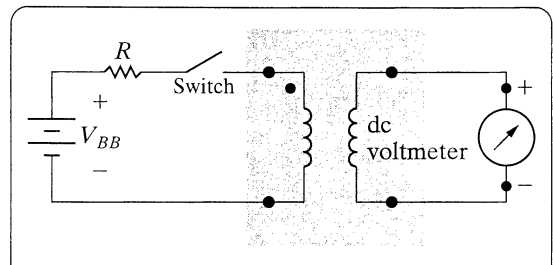 R
Switch
+
V_BB
−
dc
voltmeter
+
−